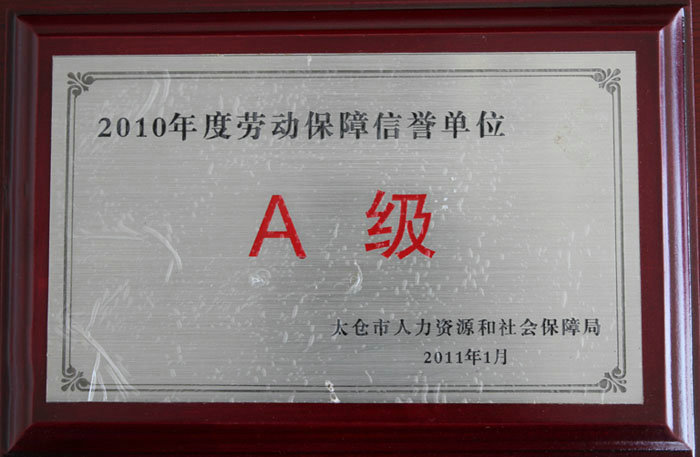 2010年度劳动保障信誉单位
A 级
太仓市人力资源和社会保障局
2011年1月